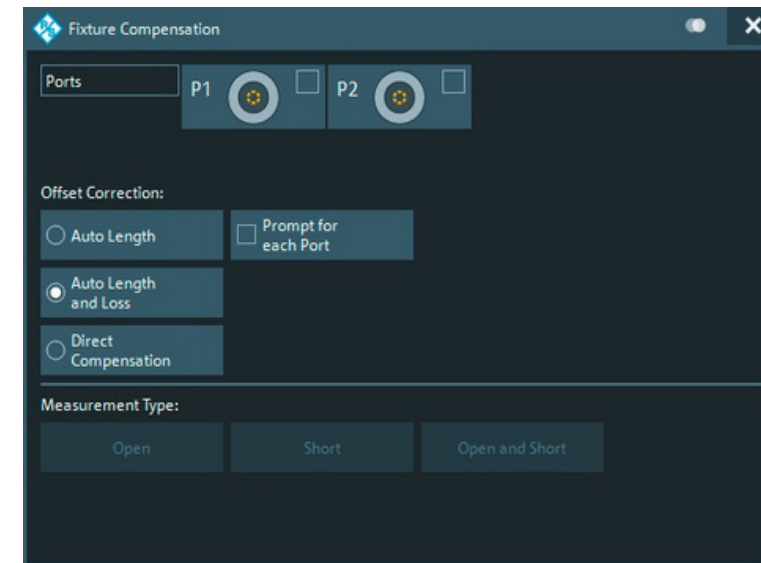 Fixture Compensation
Ports
P1
P2
Offset Correction:
Auto Length
Prompt for
each Port
Auto Length
and Loss
Direct
Compensation
Measurement Type:
Open
Short
Open and Short